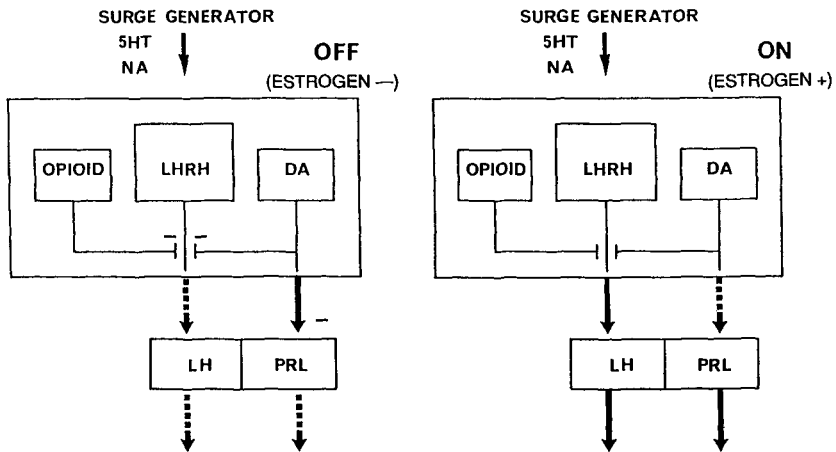 SURGE GENERATOR
5HT
NA
OFF
(ESTROGEN —)
OPIOID
LHRH
DA
— —
—
LH
PRL
SURGE GENERATOR
5HT
NA
ON
(ESTROGEN +)
OPIOID
LHRH
DA
LH
PRL